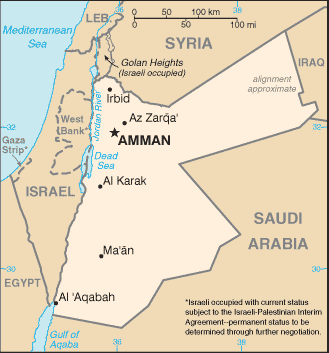 36
38
0
50
100 km
0
50
100 mi
LEB
Mediterranean
Sea
SYRIA
Golan Heights
(Israeli occupied)
IRAQ
alignment
approximate
Irbid
Jordan River
Az Zarqa'
32
32
West
Bank*
AMMAN
Gaza
Strip*
Dead
Sea
ISRAEL
Al Karak
SAUDI
ARABIA
Ma'ān
30
30
EGYPT
Al 'Aqabah
*Israeli occupied with current status
subject to the Israeli-Palestinian Interim
Agreement--permanent status to be
determined through further negotiation.
Gulf of
Aqaba
36
38